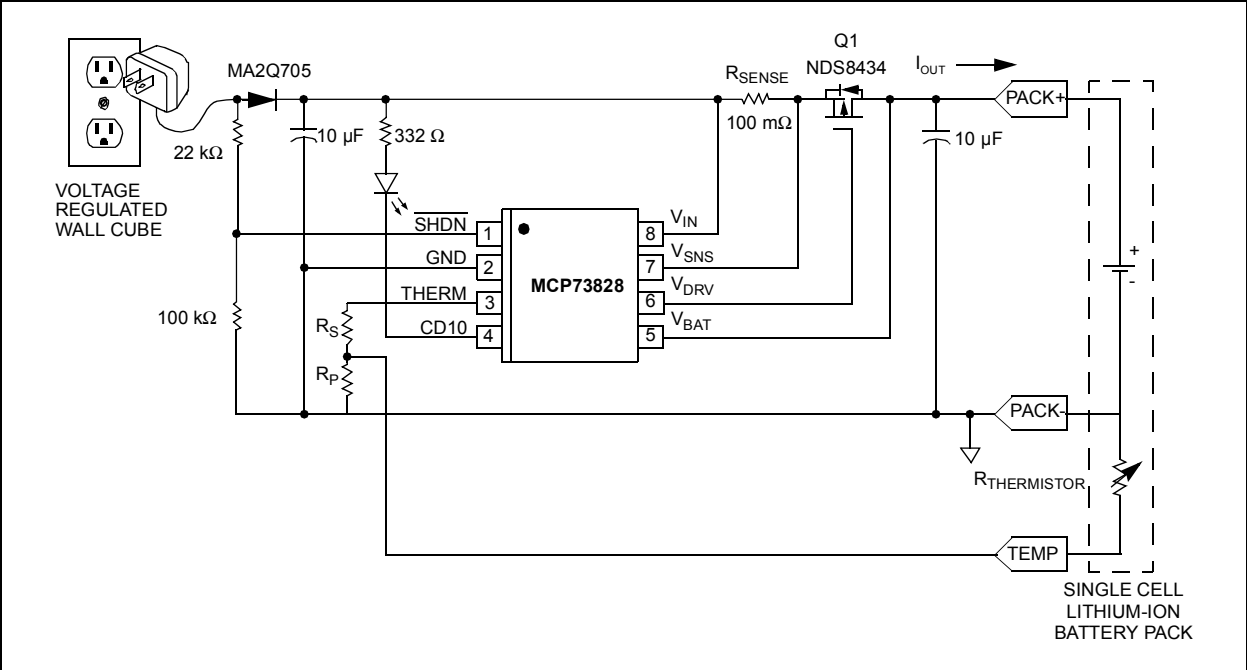 Q1
NDS8434
MA2Q705
R_SENSE
I_OUT
PACK+
100 mΩ
10 µF
332 Ω
10 µF
22 kΩ
VOLTAGE
REGULATED
WALL CUBE
SHDN
1
8
V_IN
GND
2
7
V_SNS
+
-
MCP73828
THERM
3
6
V_DRV
100 kΩ
R_S
CD10
4
5
V_BAT
R_P
PACK-
R_THERMISTOR
TEMP
SINGLE CELL
LITHIUM-ION
BATTERY PACK